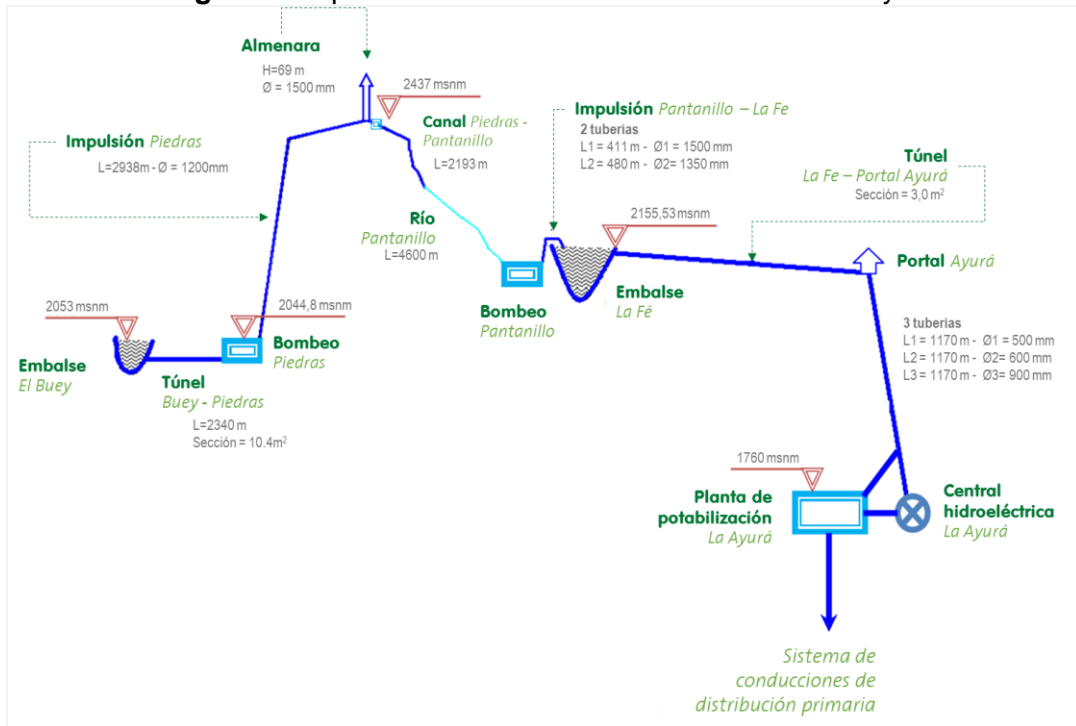 Almenara
H=69 m
Ø = 1500 mm
2437 msnm
Impulsión Piedras
L=2938m - Ø = 1200mm
Canal Piedras -
Pantanillo
L=2193 m
Impulsión Pantanillo – La Fe
2 tuberias
L1 = 411 m - Ø1 = 1500 mm
L2 = 480 m - Ø2= 1350 mm
Túnel
La Fe – Portal Ayurá
Sección = 3,0 m²
Río
Pantanillo
L=4600 m
2155,53 msnm
Portal Ayurá
Bombeo
Pantanillo
Embalse
La Fé
2053 msnm
2044,8 msnm
Embalse
El Buey
Túnel
Buey - Piedras
L=2340 m
Sección = 10.4m²
Bombeo
Piedras
3 tuberias
L1 = 1170 m - Ø1 = 500 mm
L2 = 1170 m - Ø2= 600 mm
L3 = 1170 m - Ø3= 900 mm
1760 msnm
Planta de
potabilización
La Ayurá
Central
hidroeléctrica
La Ayurá
Sistema de
conducciones de
distribución primaria